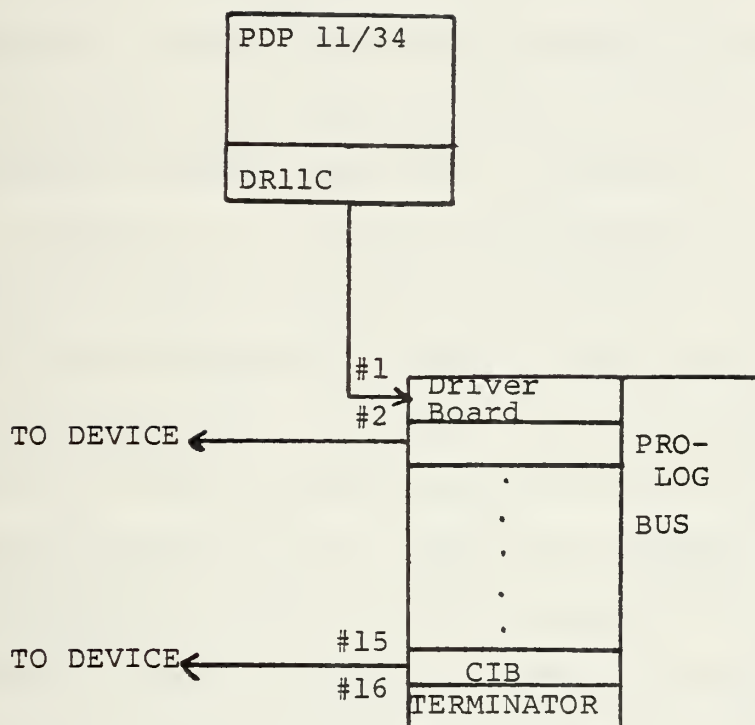 PDP 11/34
DR11C
#1
Driver
Board
#2
TO DEVICE
PRO-
LOG
BUS
#15
TO DEVICE
CIB
#16
TERMINATOR